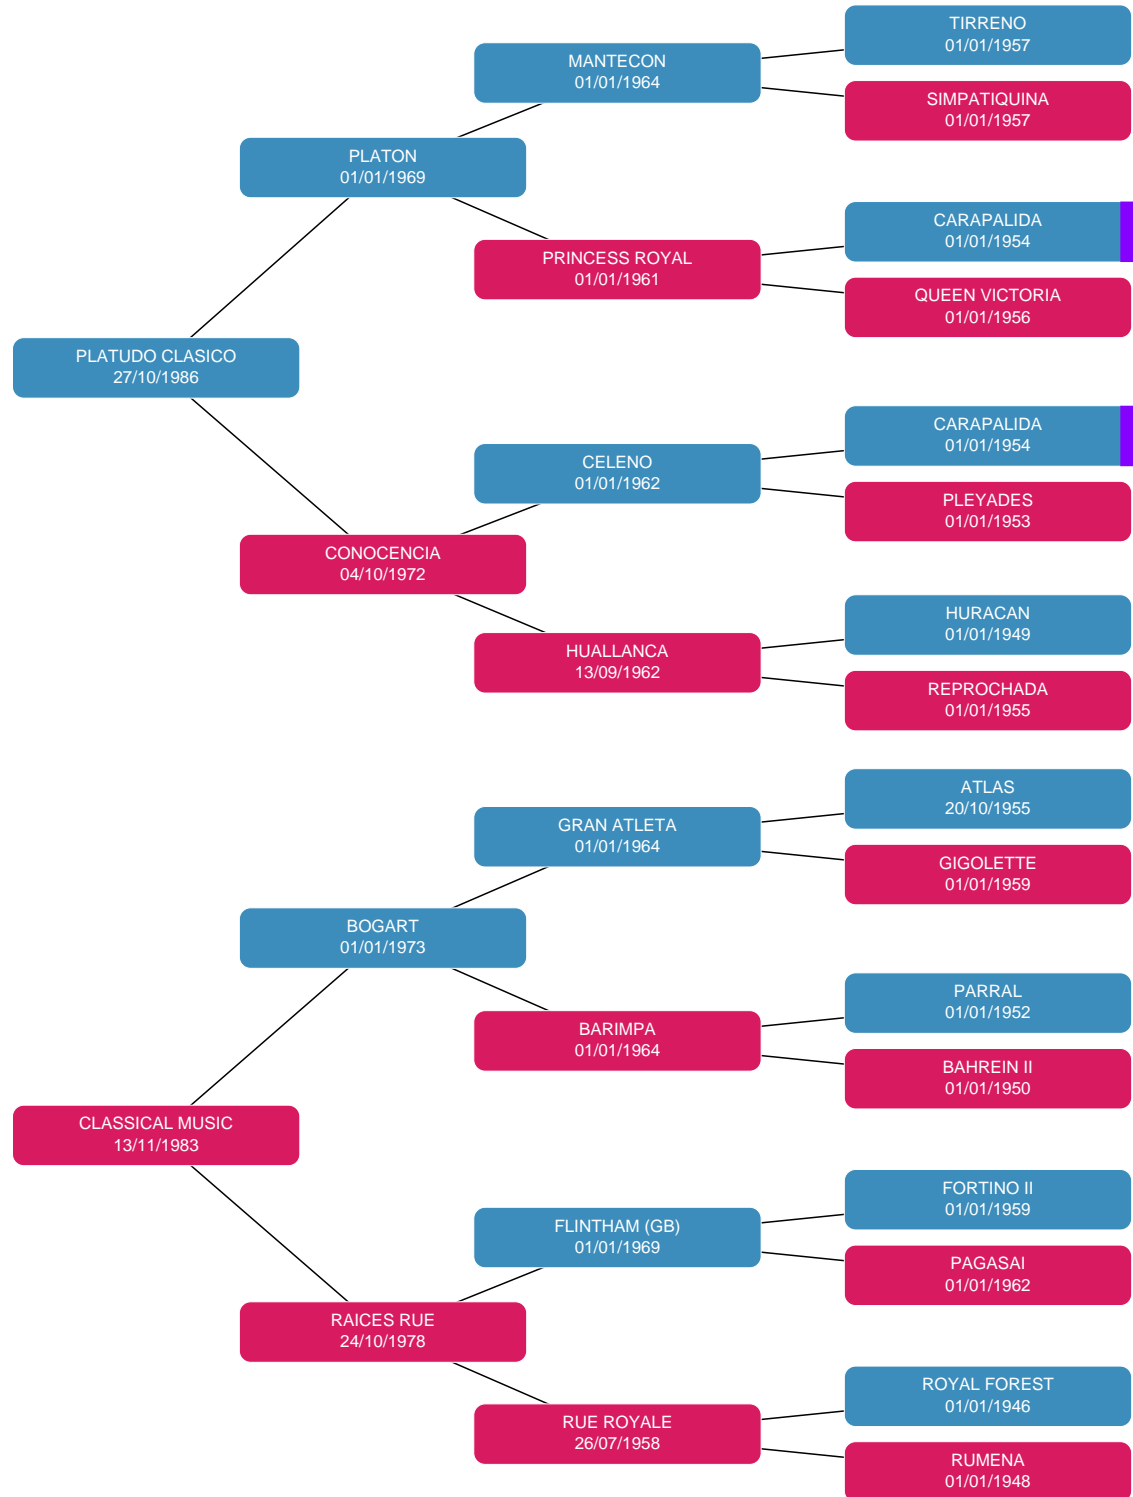 TIRRENO
01/01/1957
MANTECON
01/01/1964
SIMPATIQUINA
01/01/1957
PLATON
01/01/1969
CARAPALIDA
01/01/1954
PRINCESS ROYAL
01/01/1961
QUEEN VICTORIA
01/01/1956
PLATUDO CLASICO
27/10/1986
CARAPALIDA
01/01/1954
CELENO
01/01/1962
PLEYADES
01/01/1953
CONOCENCIA
04/10/1972
HURACAN
01/01/1949
HUALLANCA
13/09/1962
REPROCHADA
01/01/1955
ATLAS
20/10/1955
GRAN ATLETA
01/01/1964
GIGOLETTE
01/01/1959
BOGART
01/01/1973
PARRAL
01/01/1952
BARIMPA
01/01/1964
BAHREIN II
01/01/1950
CLASSICAL MUSIC
13/11/1983
FORTINO II
01/01/1959
FLINTHAM (GB)
01/01/1969
PAGASAI
01/01/1962
RAICES RUE
24/10/1978
ROYAL FOREST
01/01/1946
RUE ROYALE
26/07/1958
RUMENA
01/01/1948